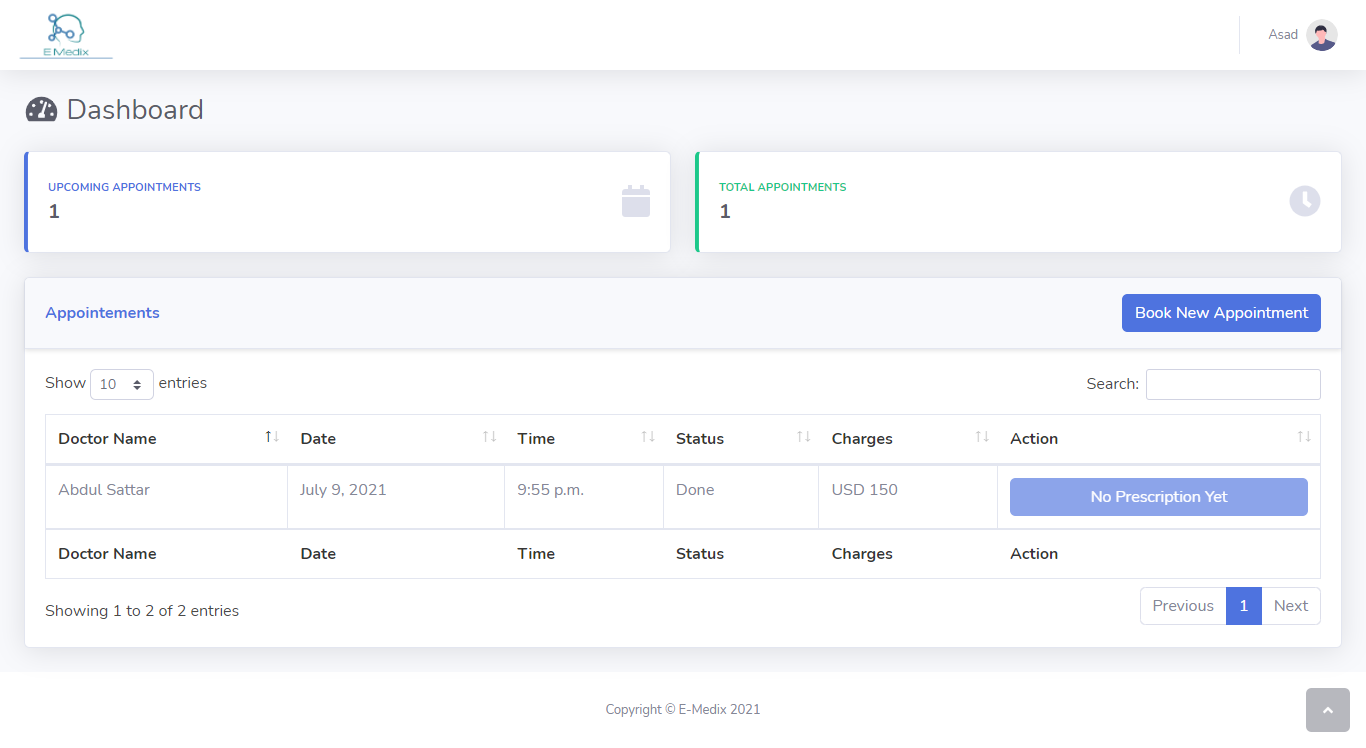 E Medix
Asad
Dashboard
UPCOMING APPOINTMENTS
1
TOTAL APPOINTMENTS
1
Appointements
Book New Appointment
Show 10 entries
Search:
Doctor Name Date Time Status Charges Action
Abdul Sattar July 9, 2021 9:55 p.m. Done USD 150 No Prescription Yet
Doctor Name Date Time Status Charges Action
Showing 1 to 2 of 2 entries
Previous 1 Next
Copyright © E-Medix 2021